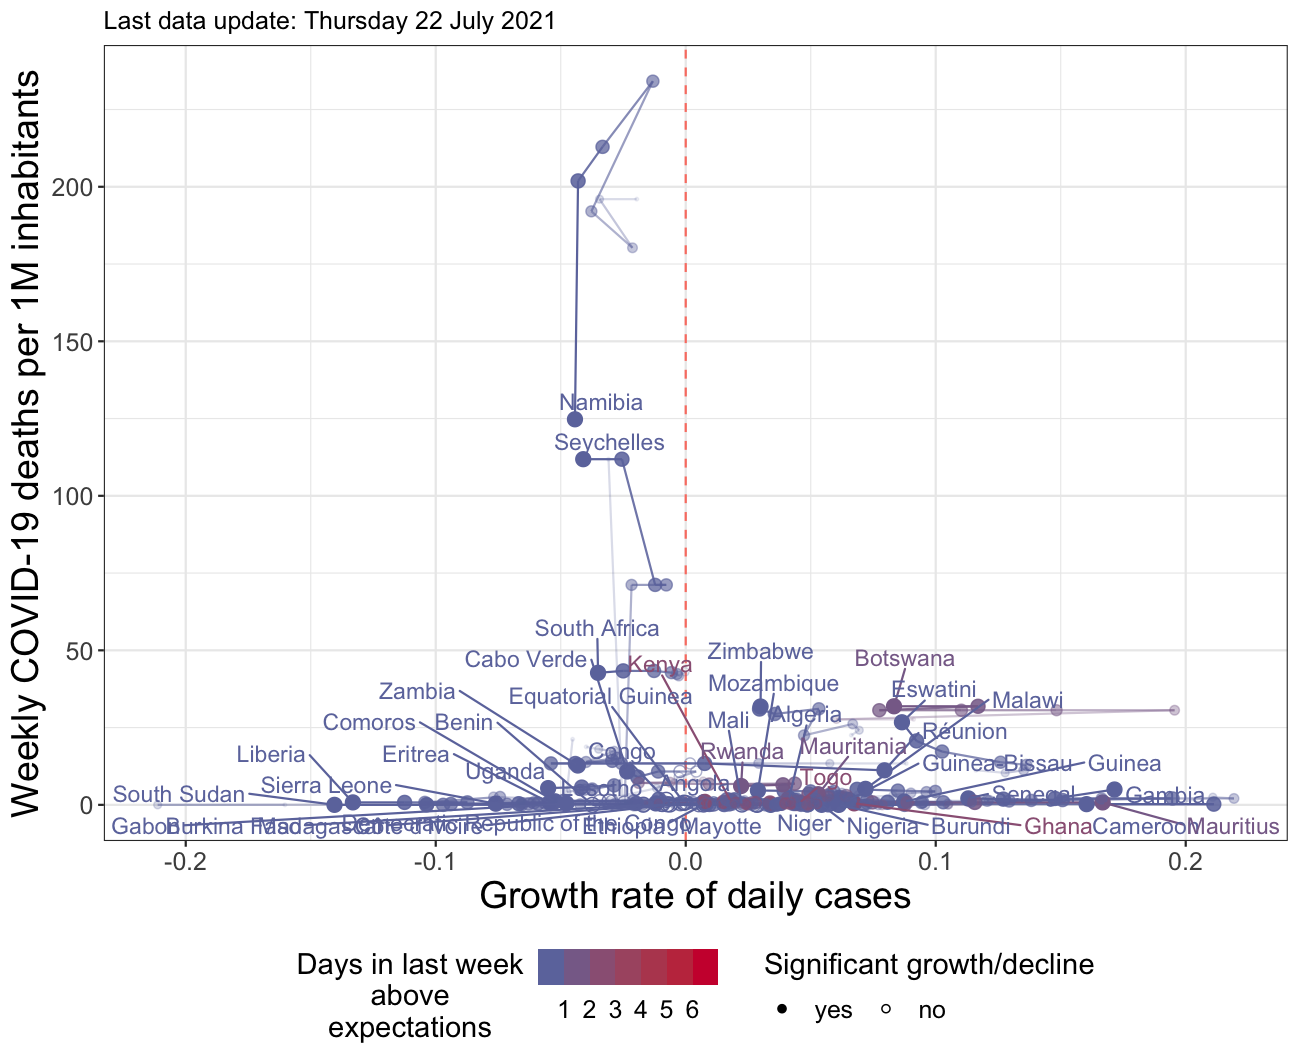 Last data update: Thursday 22 July 2021
Weekly COVID-19 deaths per 1M inhabitants
200
150
100
50
0
Namibia
Seychelles
South Africa
Cabo Verde
Kenya
Zimbabwe
Botswana
Zambia
Equatorial Guinea
Mozambique
Eswatini
Malawi
Comoros
Benin
Mali
Algeria
Réunion
Liberia
Eritrea
Congo
Rwanda
Mauritania
Guinea-Bissau
Guinea
Uganda
Togo
South Sudan
Sierra Leone
Angola
Senegal
Gambia
Gabon
Burkina Faso
Madagascar
Côte d'Ivoire
Democratic Republic of the Congo
Ethiopia
Mayotte
Niger
Nigeria
Burundi
Ghana
Cameroon
Mauritius
-0.2
-0.1
0.0
0.1
0.2
Growth rate of daily cases
Days in last week
above
expectations
1 2 3 4 5 6
Significant growth/decline
yes
no